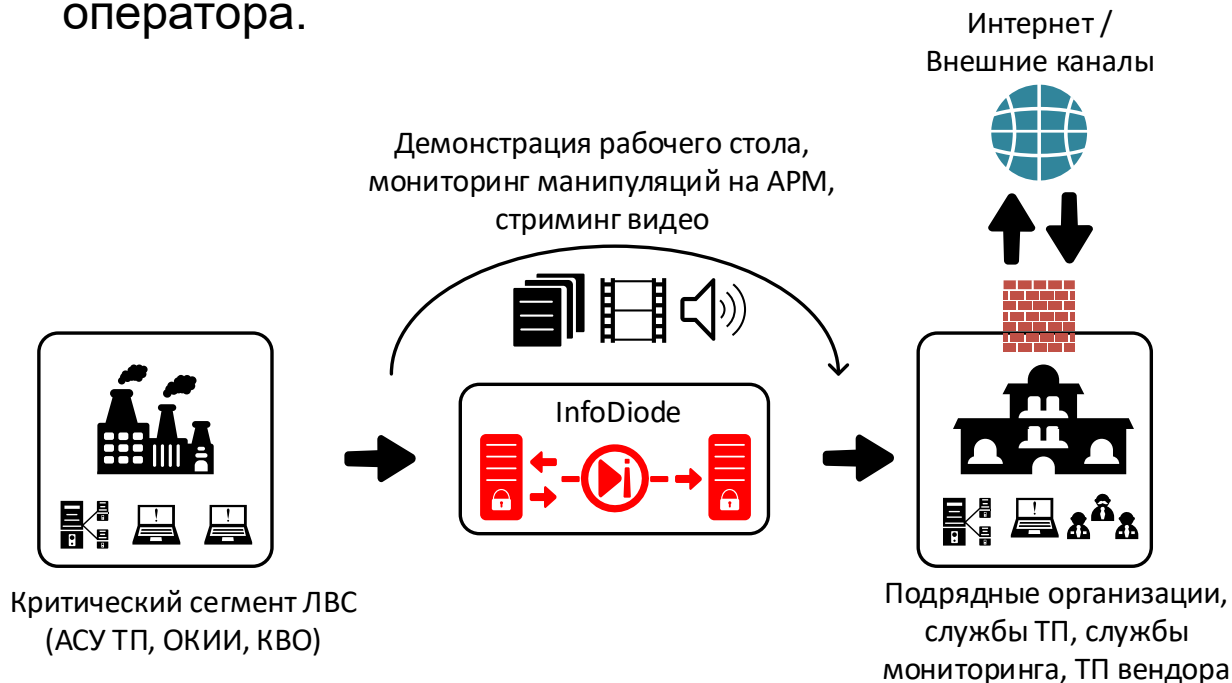 оператора.
Интернет /
Внешние каналы
Демонстрация рабочего стола,
мониторинг манипуляций на АРМ,
стриминг видео
InfoDiode
Критический сегмент ЛВС
(АСУ ТП, ОКИИ, КВО)
Подрядные организации,
службы ТП, службы
мониторинга, ТП вендора